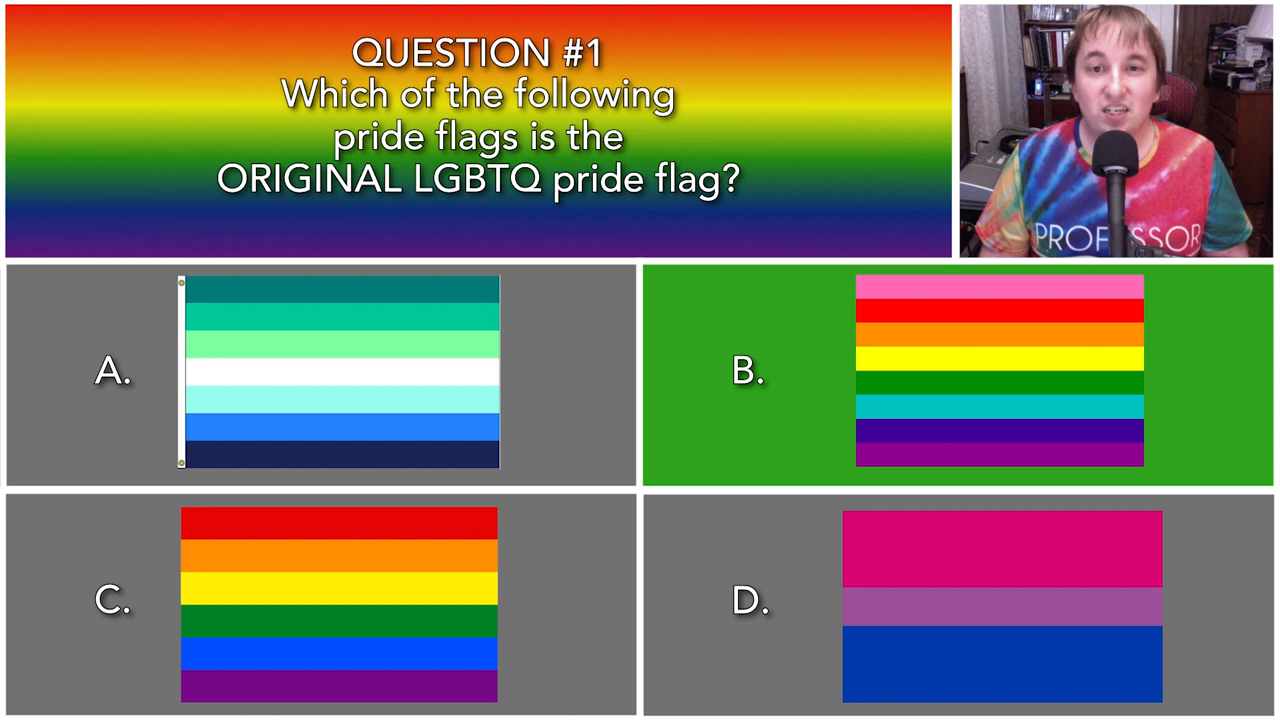 QUESTION #1
Which of the following
pride flags is the
ORIGINAL LGBTQ pride flag?
PROFESSOR
A.
B.
C.
D.